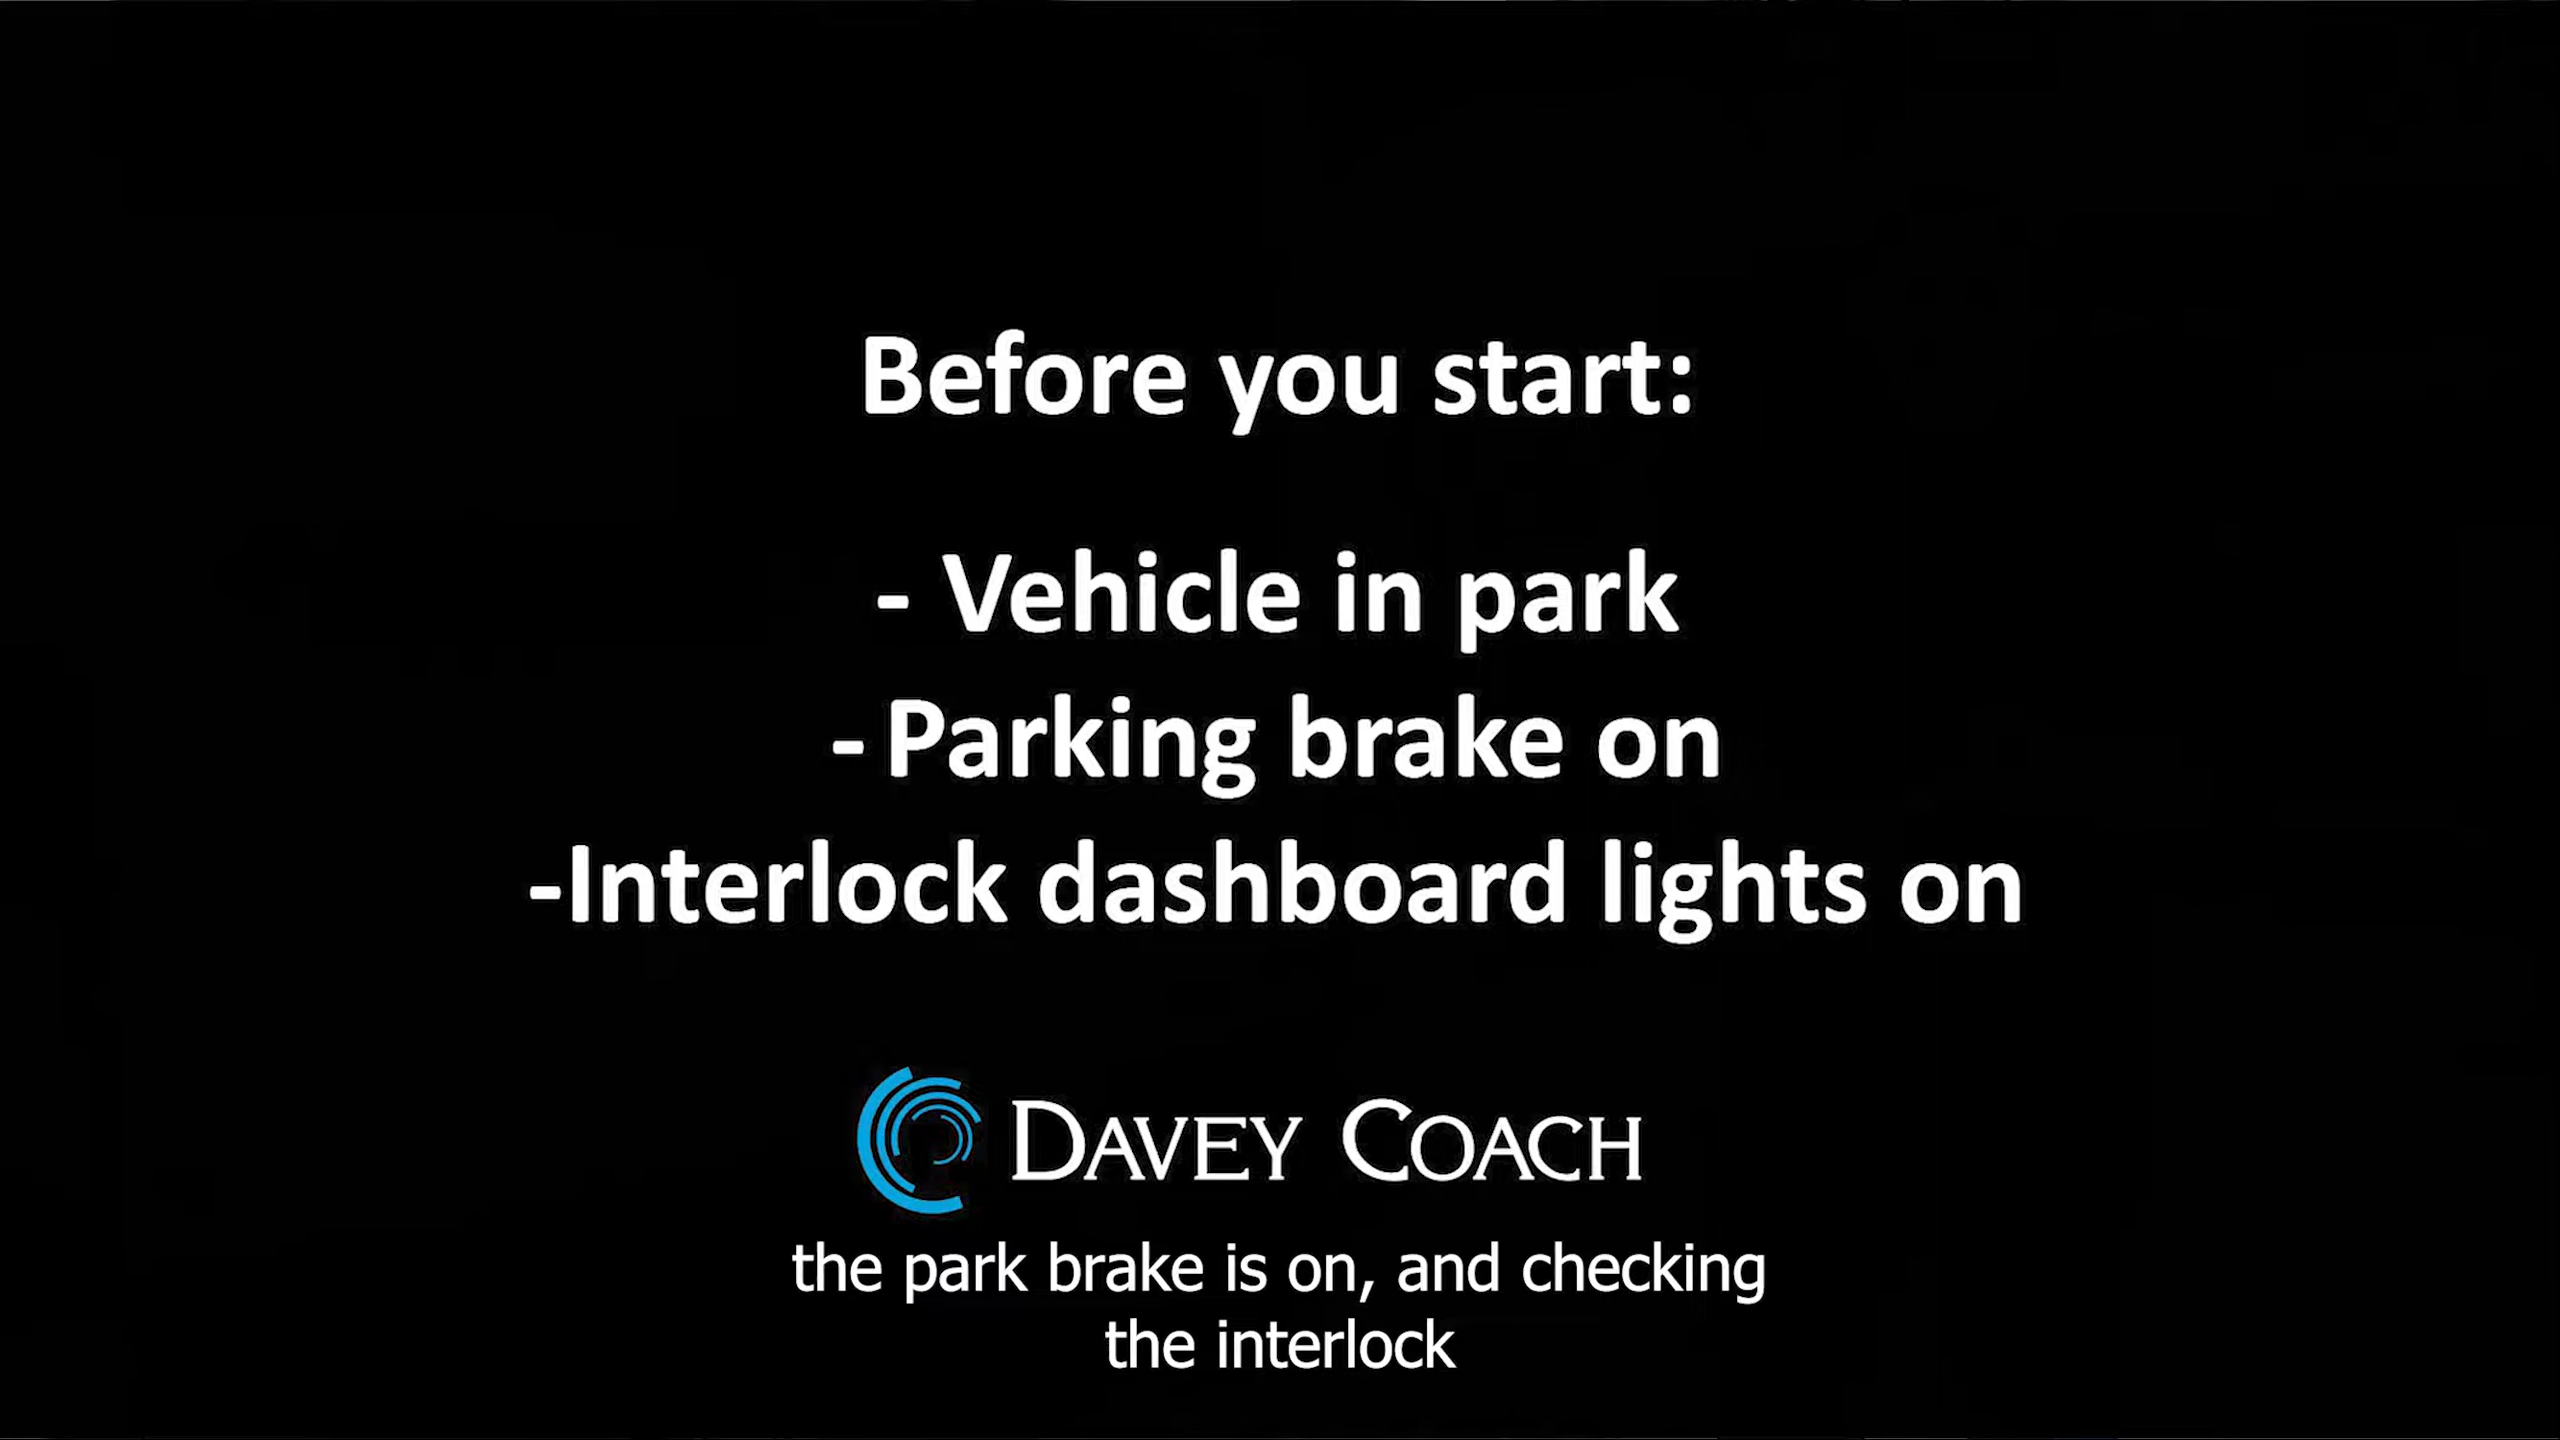 Before you start:
- Vehicle in park
- Parking brake on
-Interlock dashboard lights on
DAVEY COACH
the park brake is on, and checking
the interlock